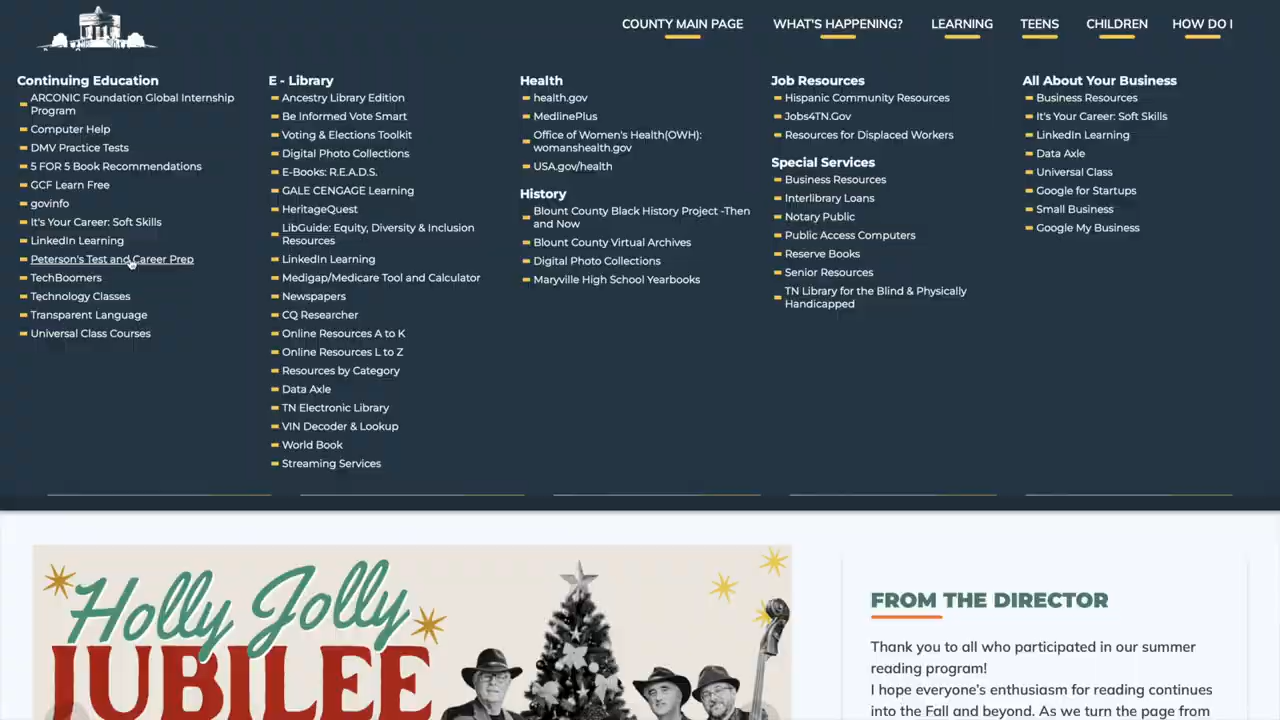 COUNTY MAIN PAGE
WHAT'S HAPPENING?
LEARNING
TEENS
CHILDREN
HOW DO I
Continuing Education
ARCONIC Foundation Global Internship
Program
Computer Help
DMV Practice Tests
5 FOR 5 Book Recommendations
GCF Learn Free
govinfo
It's Your Career: Soft Skills
LinkedIn Learning
Peterson's Test and Career Prep
TechBoomers
Technology Classes
Transparent Language
Universal Class Courses
E - Library
Ancestry Library Edition
Be Informed Vote Smart
Voting & Elections Toolkit
Digital Photo Collections
E-Books: R.E.A.D.S.
GALE CENGAGE Learning
HeritageQuest
LibGuide: Equity, Diversity & Inclusion
Resources
LinkedIn Learning
Medigap/Medicare Tool and Calculator
Newspapers
CQ Researcher
Online Resources A to K
Online Resources L to Z
Resources by Category
Data Axle
TN Electronic Library
VIN Decoder & Lookup
World Book
Streaming Services
Health
health.gov
MedlinePlus
Office of Women's Health(OWH):
womanshealth.gov
USA.gov/health
History
Blount County Black History Project -Then
and Now
Blount County Virtual Archives
Digital Photo Collections
Maryville High School Yearbooks
Job Resources
Hispanic Community Resources
Jobs4TN.Gov
Resources for Displaced Workers
Special Services
Business Resources
Interlibrary Loans
Notary Public
Public Access Computers
Reserve Books
Senior Resources
TN Library for the Blind & Physically
Handicapped
All About Your Business
Business Resources
It's Your Career: Soft Skills
LinkedIn Learning
Data Axle
Universal Class
Google for Startups
Small Business
Google My Business
Holly Jolly
JUBILEE
FROM THE DIRECTOR
Thank you to all who participated in our summer
reading program!
I hope everyone's enthusiasm for reading continues
into the Fall and beyond. As we turn the page from